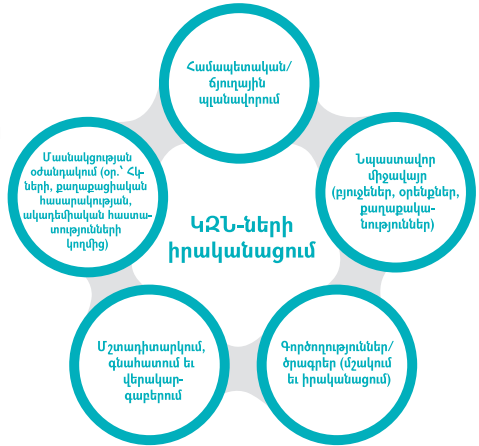 Համապետական/
ճյուղային
պլանավորում
Նպաստավոր
միջավայր
(բյուջեներ, օրենքներ,
քաղաքակա-
նություններ)
Գործողություններ/
ծրագրեր (մշակում
եւ իրականացում)
Մշտադիտարկում,
գնահատում եւ
վերակար-
գաբերում
Մասնակցության
օժանդակում (օր.՝ ՀԿ-
ների, քաղաքացիական
հասարակության,
ակադեմիական հաստա-
տությունների
կողմից)
ԿԶՆ-ների
իրականացում